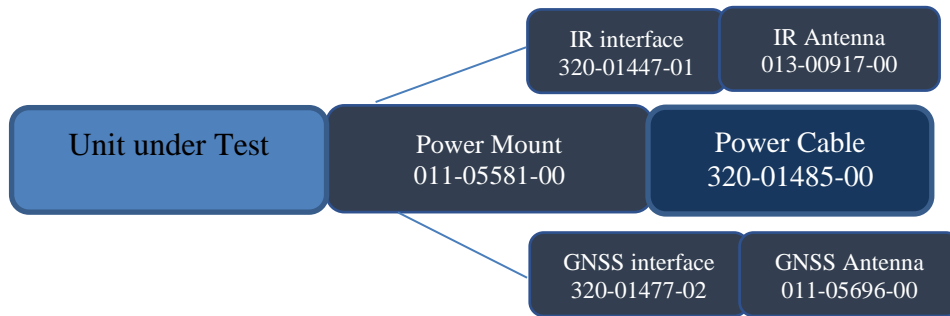 IR interface
320-01447-01
IR Antenna
013-00917-00
Unit under Test
Power Mount
011-05581-00
Power Cable
320-01485-00
GNSS interface
320-01477-02
GNSS Antenna
011-05696-00